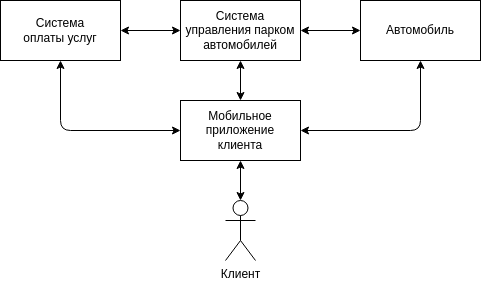 Система
оплаты услуг
Система
управления парком
автомобилей
Автомобиль
Мобильное
приложение
клиента
Клиент